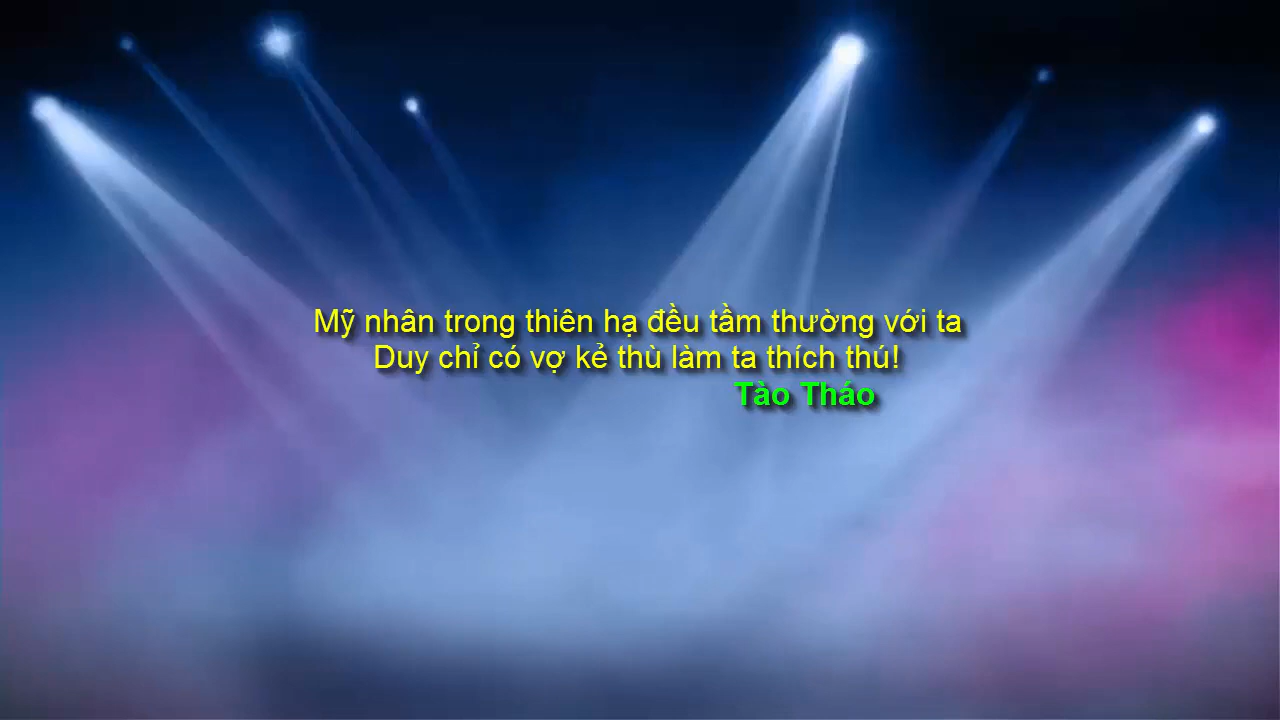 Mỹ nhân trong thiên hạ đều tầm thường với ta
Duy chỉ có vợ kẻ thù làm ta thích thú!
Tào Tháo